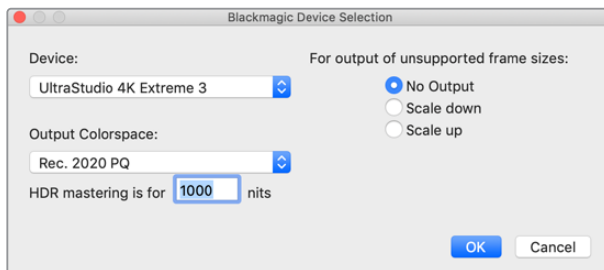 Blackmagic Device Selection
Device:
UltraStudio 4K Extreme 3
Output Colorspace:
Rec. 2020 PQ
HDR mastering is for 1000 nits
For output of unsupported frame sizes:
No Output
Scale down
Scale up
OK Cancel